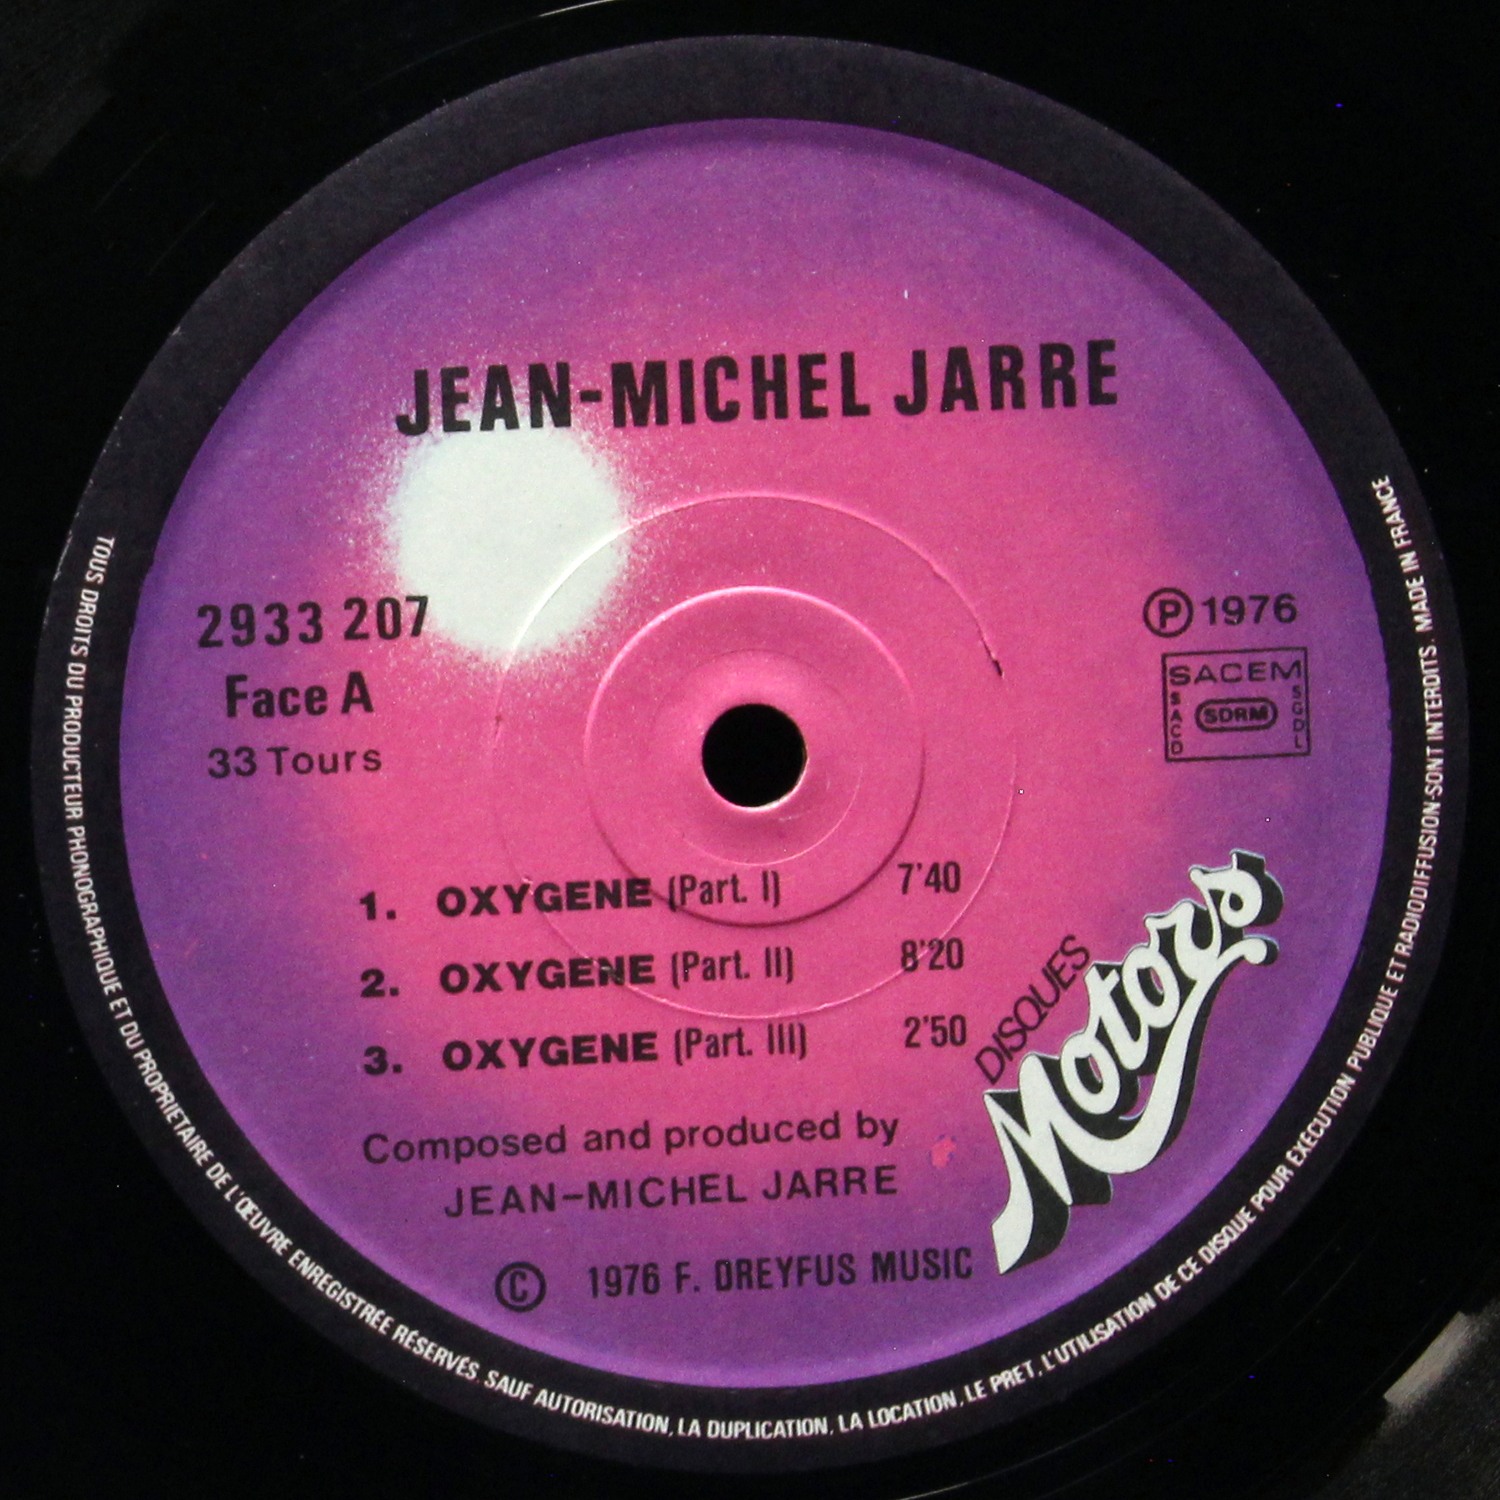 JEAN-MICHEL JARRE
2933 207
Face A
33 Tours
Ⓟ 1976
SACEM
SACD
SDRM
SGDL
1. OXYGENE (Part. I) 7'40
2. OXYGENE (Part. II) 8'20
3. OXYGENE (Part. III) 2'50
DISQUES
Motors
Composed and produced by
JEAN-MICHEL JARRE
© 1976 F. DREYFUS MUSIC
TOUS DROITS DU PRODUCTEUR PHONOGRAPHIQUE ET DU PROPRIETAIRE DE L'ŒUVRE ENREGISTRÉE RÉSERVÉS. SAUF AUTORISATION, LA DUPLICATION, LA LOCATION, LE PRET, L'UTILISATION DE CE DISQUE POUR EXECUTION PUBLIQUE ET RADIODIFFUSION-SONT INTERDITS. MADE IN FRANCE